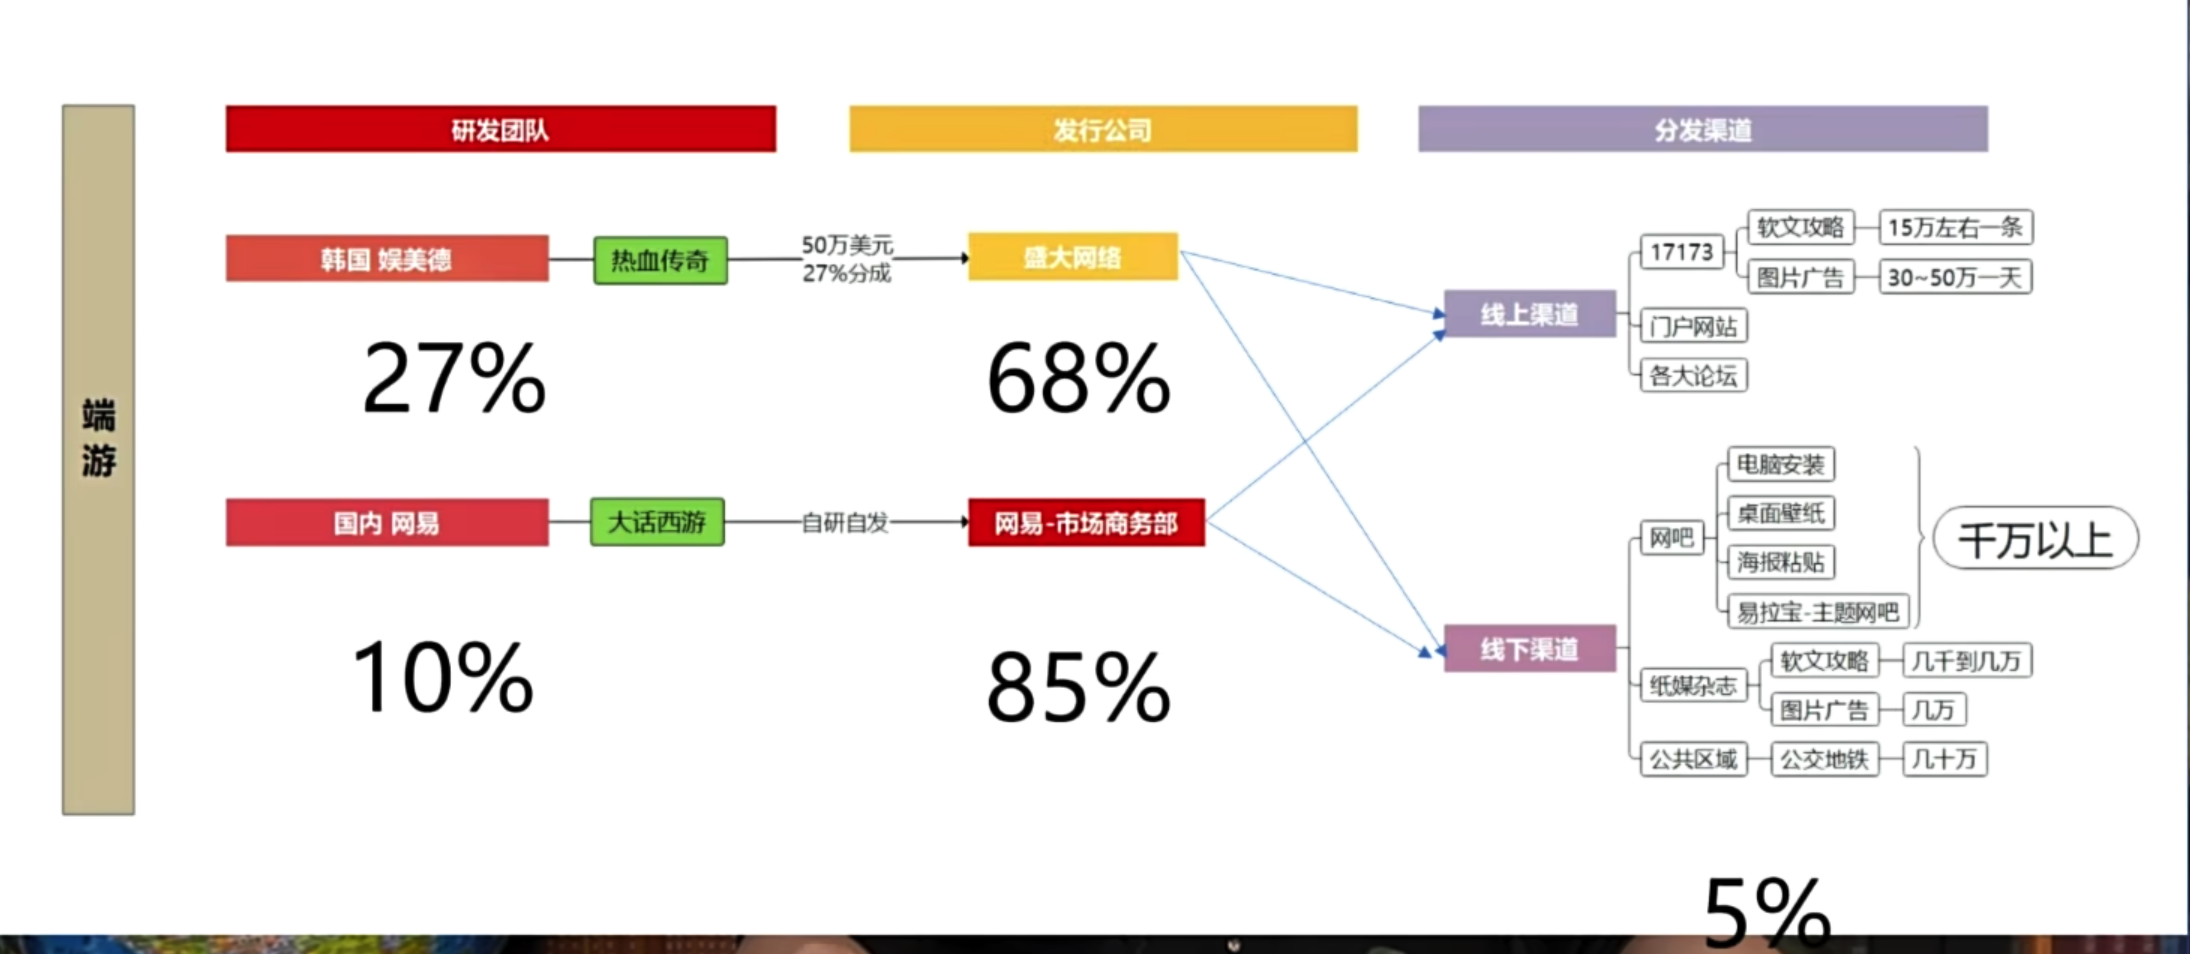 端游
研发团队
发行公司
分发渠道
韩国 娱美德
热血传奇
50万美元
27%分成
盛大网络
27%
68%
国内 网易
大话西游
自研自发
网易-市场商务部
10%
85%
线上渠道
17173
软文攻略
15万左右一条
图片广告
30~50万一天
门户网站
各大论坛
线下渠道
网吧
电脑安装
桌面壁纸
海报粘贴
易拉宝-主题网吧
千万以上
纸媒杂志
软文攻略
几千到几万
图片广告
几万
公共区域
公交地铁
几十万
5%